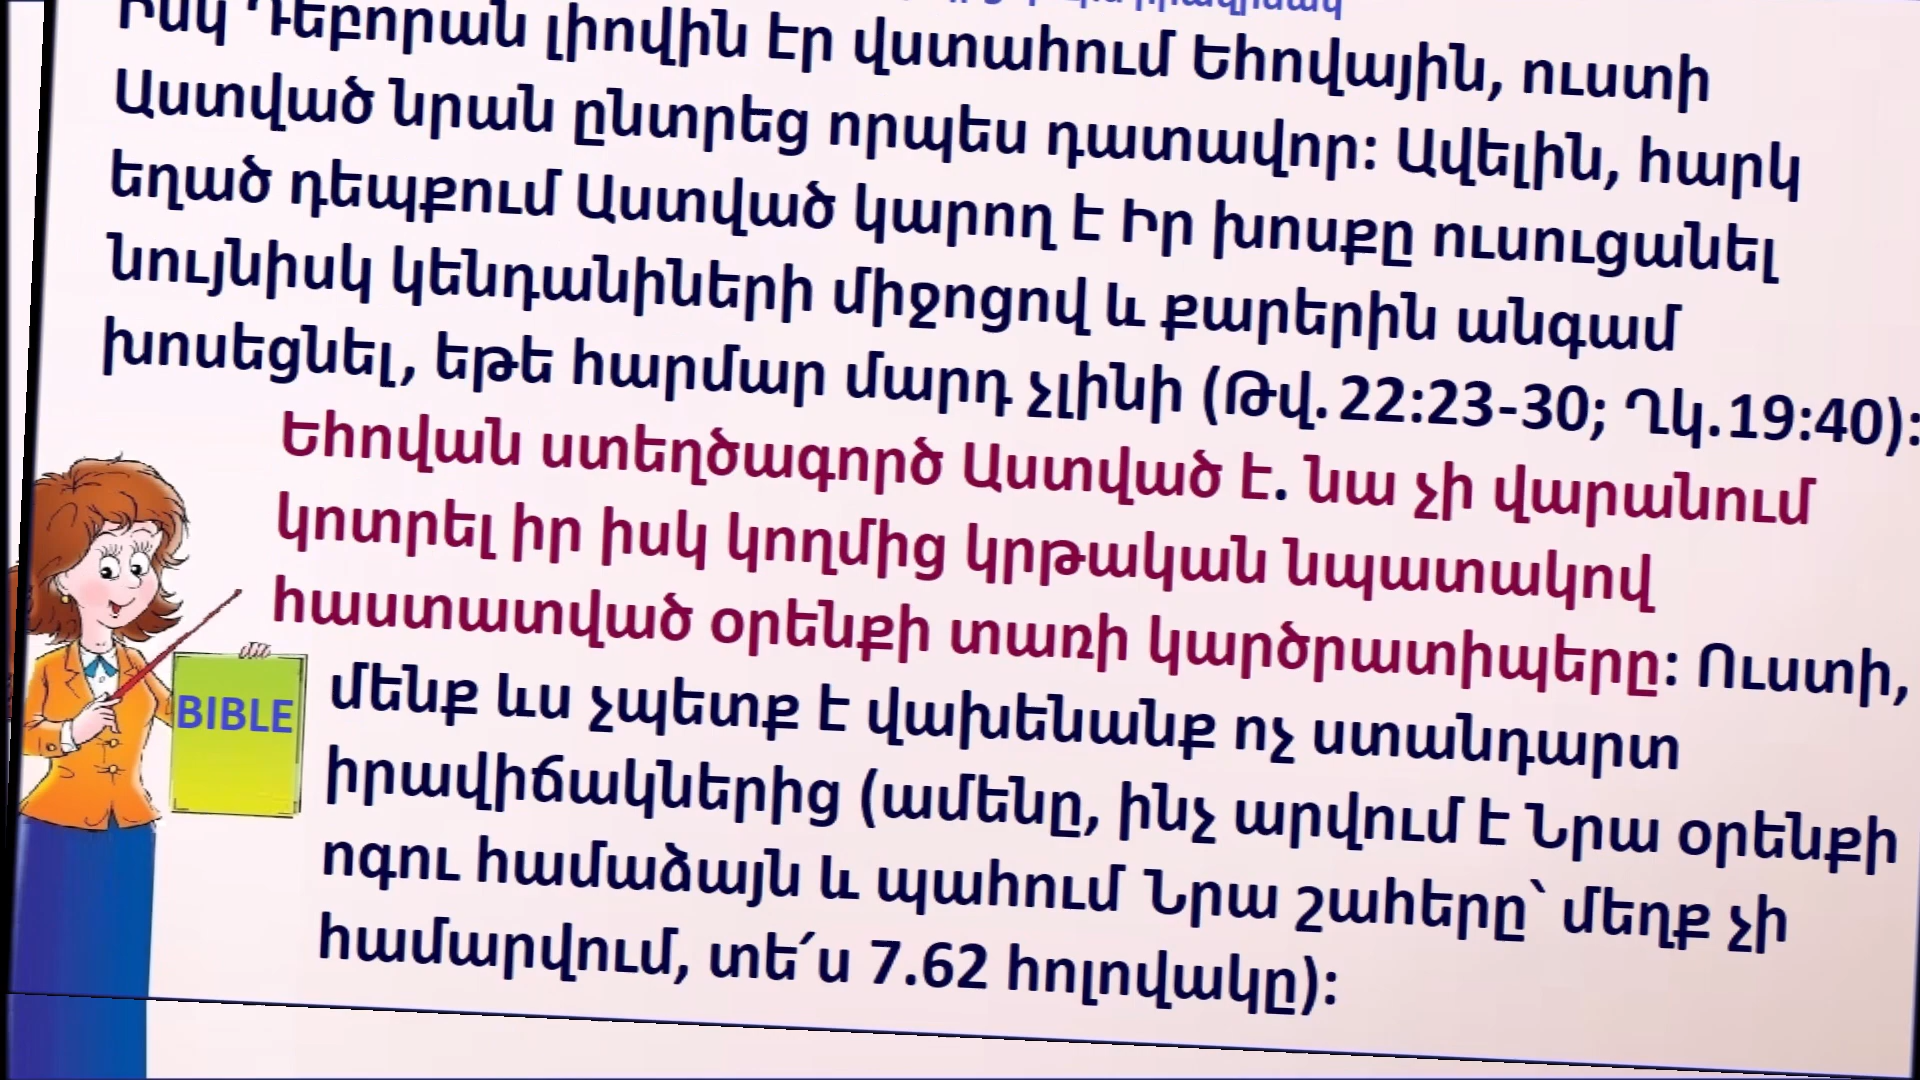 Իսկ Դեբորան լիովին էր վստահում Եհովային, ուստի
Աստված նրան ընտրեց որպես դատավոր: Ավելին, հարկ
եղած դեպքում Աստված կարող է Իր խոսքը ուսուցանել
նույնիսկ կենդանիների միջոցով և քարերին անգամ
խոսեցնել, եթե հարմար մարդ չլինի (Թվ. 22:23-30; Ղկ.19:40):
Եհովան ստեղծագործ Աստված է. նա չի վարանում
կոտրել իր իսկ կողմից կրթական նպատակով
հաստատված օրենքի տառի կարծրատիպերը: Ուստի,
մենք ևս չպետք է վախենանք ոչ ստանդարտ
իրավիճակներից (ամենը, ինչ արվում է Նրա օրենքի
ոգու համաձայն և պահում Նրա շահերը՝ մեղք չի
համարվում, տե՛ս 7.62 հոլովակը):
BIBLE